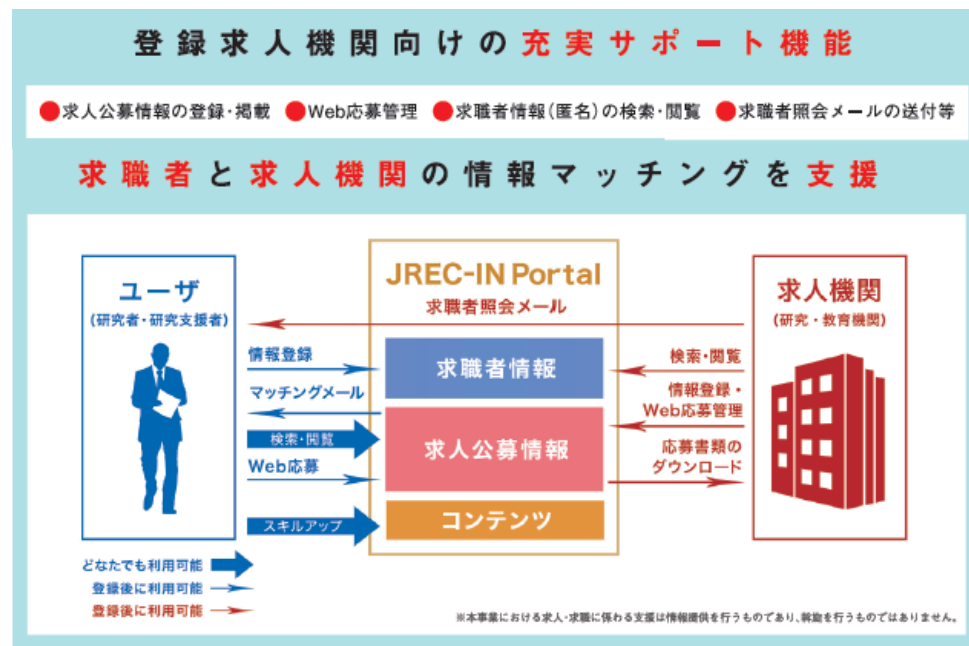 登録求人機関向けの充実サポート機能
●求人公募情報の登録・掲載 ●Web応募管理 ●求職者情報(匿名)の検索・閲覧 ●求職者照会メールの送付等
求職者と求人機関の情報マッチングを支援
ユーザ
(研究者・研究支援者)
JREC-IN Portal
求職者照会メール
求人機関
(研究・教育機関)
情報登録
マッチングメール
検索・閲覧
Web応募
スキルアップ
求職者情報
求人公募情報
コンテンツ
検索・閲覧
情報登録・
Web応募管理
応募書類の
ダウンロード
どなたでも利用可能
登録後に利用可能
登録後に利用可能
※本事業における求人・求職に係わる支援は情報提供を行うものであり、斡旋を行うものではありません。